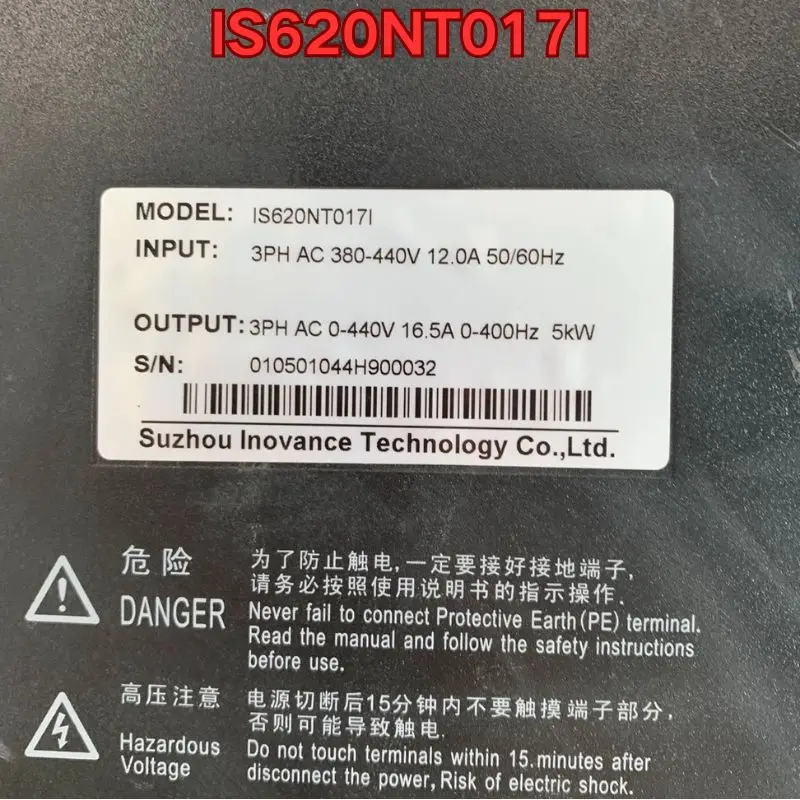 IS620NT017I
MODEL: IS620NT017I
INPUT: 3PH AC 380-440V 12.0A 50/60Hz
OUTPUT: 3PH AC 0-440V 16.5A 0-400Hz 5kW
S/N: 010501044H900032
Suzhou Inovance Technology Co.,Ltd.
危险
DANGER
为了防止触电,一定要接好接地端子,
请务必按照使用说明书的指示操作.
Never fail to connect Protective Earth(PE) terminal.
Read the manual and follow the safety instructions
before use.
高压注意
Hazardous
Voltage
电源切断后15分钟内不要触摸端子部分,
否则可能导致触电.
Do not touch terminals within 15.minutes after
disconnect the power, Risk of electric shock.